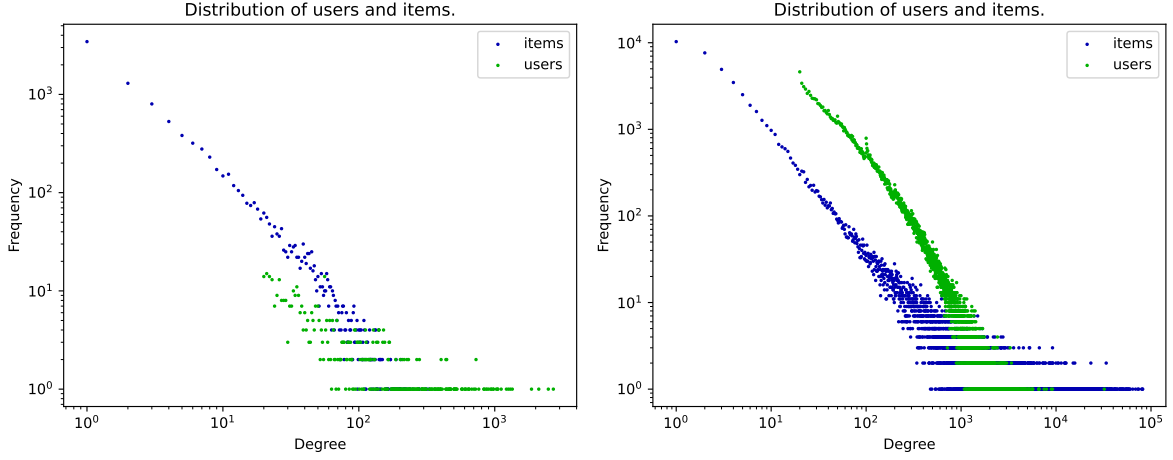 Distribution of users and items.
items
users
Frequency
10³
10²
10¹
10⁰
10⁰ 10¹ 10² 10³
Degree
Distribution of users and items.
items
users
Frequency
10⁴
10³
10²
10¹
10⁰
10⁰ 10¹ 10² 10³ 10⁴ 10⁵
Degree